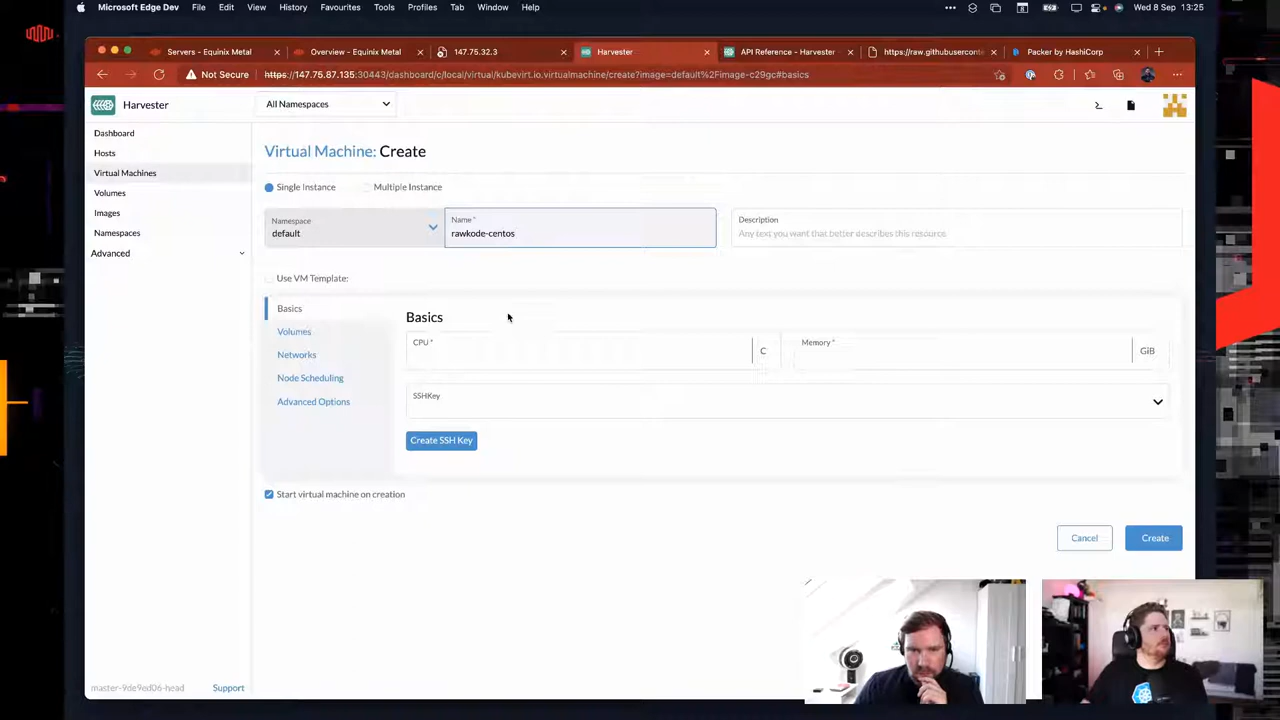 Microsoft Edge Dev File Edit View History Favourites Tools Profiles Tab Window Help Wed 8 Sep 13:25
Servers - Equinix Metal Overview - Equinix Metal 147.75.32.3 Harvester API Reference - Harvester https://raw.githubusercont Packer by HashiCorp
Not Secure https://147.75.87.135:30443/dashboard/c/local/virtual/kubevirt.io.virtualmachine/create?image=default%2Fimage-c29gc#basics
Harvester
All Namespaces
Dashboard
Hosts
Virtual Machines
Volumes
Images
Namespaces
Advanced
Virtual Machine: Create
Single Instance Multiple Instance
Namespace
default
Name *
rawkode-centos
Description
Any text you want that better describes this resource
Use VM Template:
Basics
Volumes
Networks
Node Scheduling
Advanced Options
Basics
CPU *
C
Memory *
GiB
SSHKey
Create SSH Key
Start virtual machine on creation
Cancel
Create
master-9de9ed06-head
Support